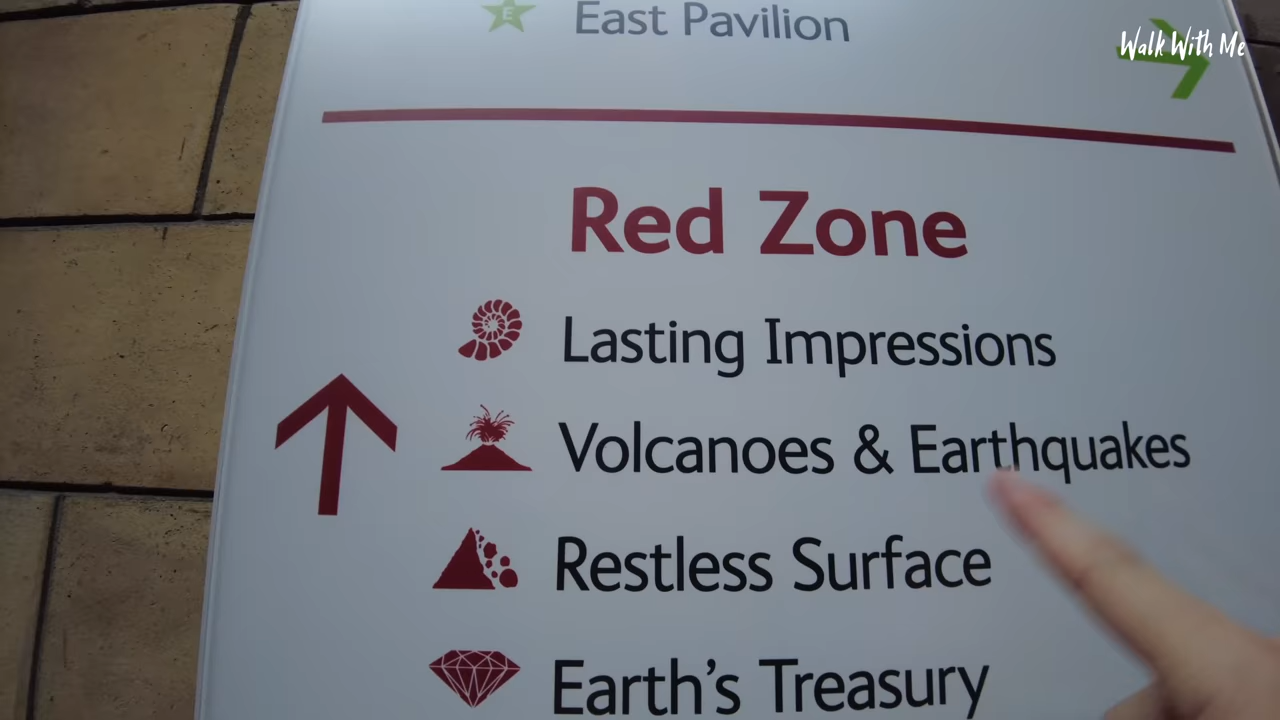 Walk With Me
E
East Pavilion
Red Zone
Lasting Impressions
Volcanoes & Earthquakes
Restless Surface
Earth's Treasury